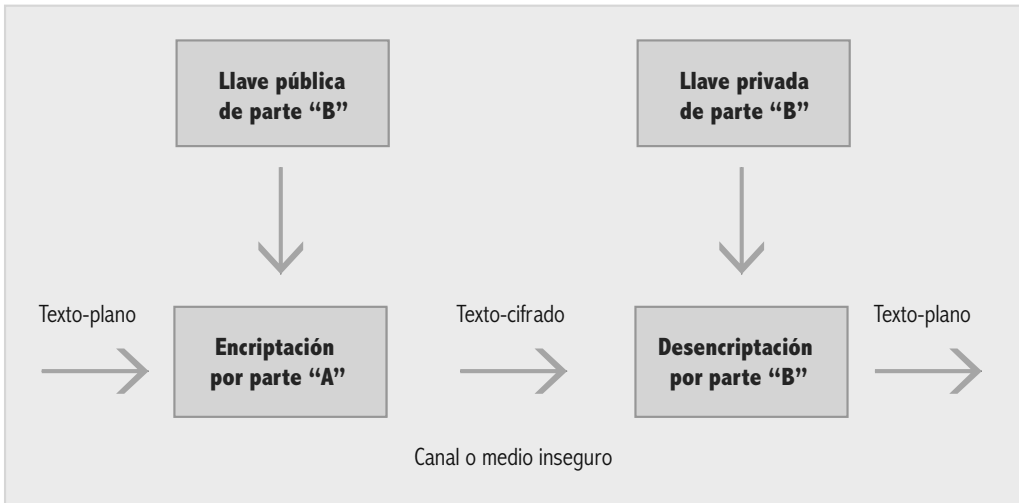 Llave pública
de parte “B”
Llave privada
de parte “B”
Texto-plano
Encriptación
por parte “A”
Texto-cifrado
Desencriptación
por parte “B”
Texto-plano
Canal o medio inseguro